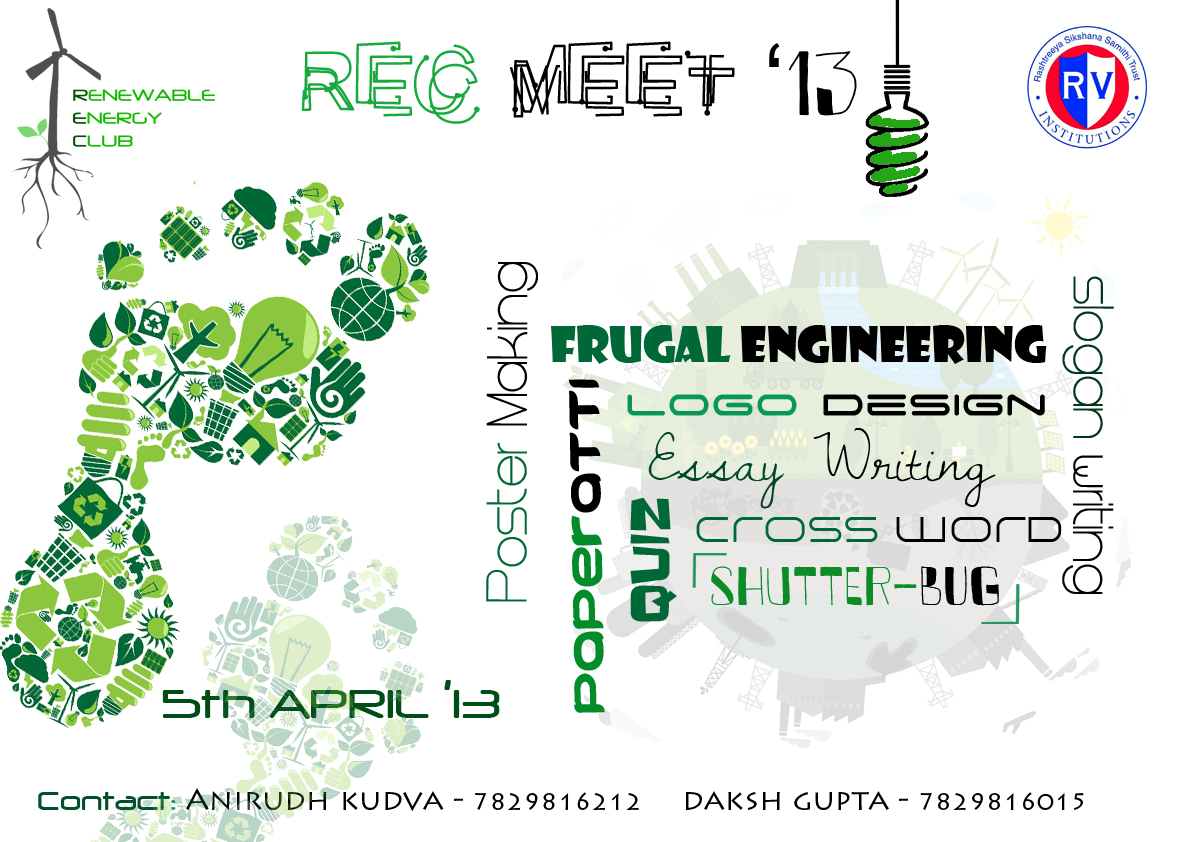 RENEWABLE
ENERGY
CLUB
RECC MEET '13
Rashtreeya Sikshana Samithi Trust
RV
INSTITUTIONS
Poster Making
FRUGAL ENGINEERING
LOGO DESIGN
Essay Writing
CROSS WORD
SHUTTER-BUG
paperOTTI
QUIZ
Slogan Writing
5th APRIL '13
Contact: ANIRUDH KUDVA - 7829816212 DAKSH GUPTA - 7829816015